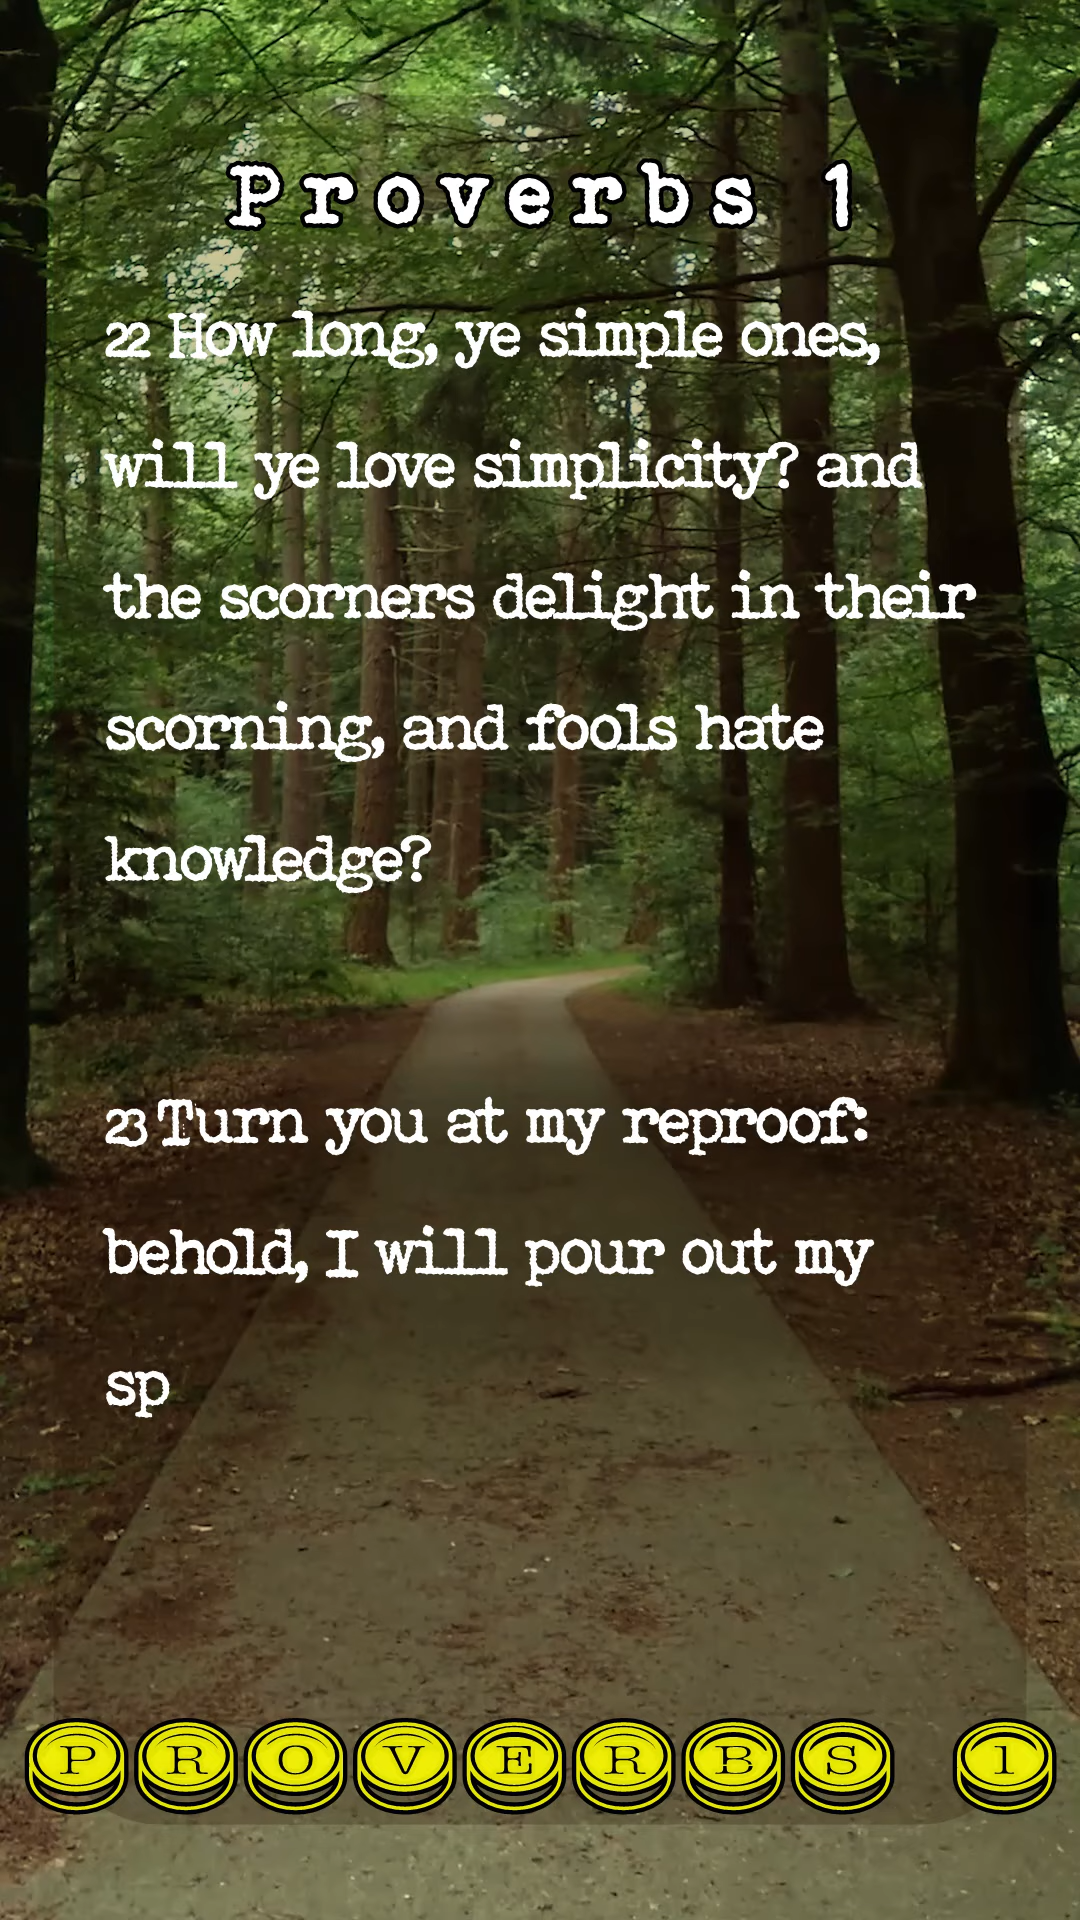 Proverbs 1
22 How long, ye simple ones,
will ye love simplicity? and
the scorners delight in their
scorning, and fools hate
knowledge?
23 Turn you at my reproof:
behold, I will pour out my
sp
PROVERBS 1